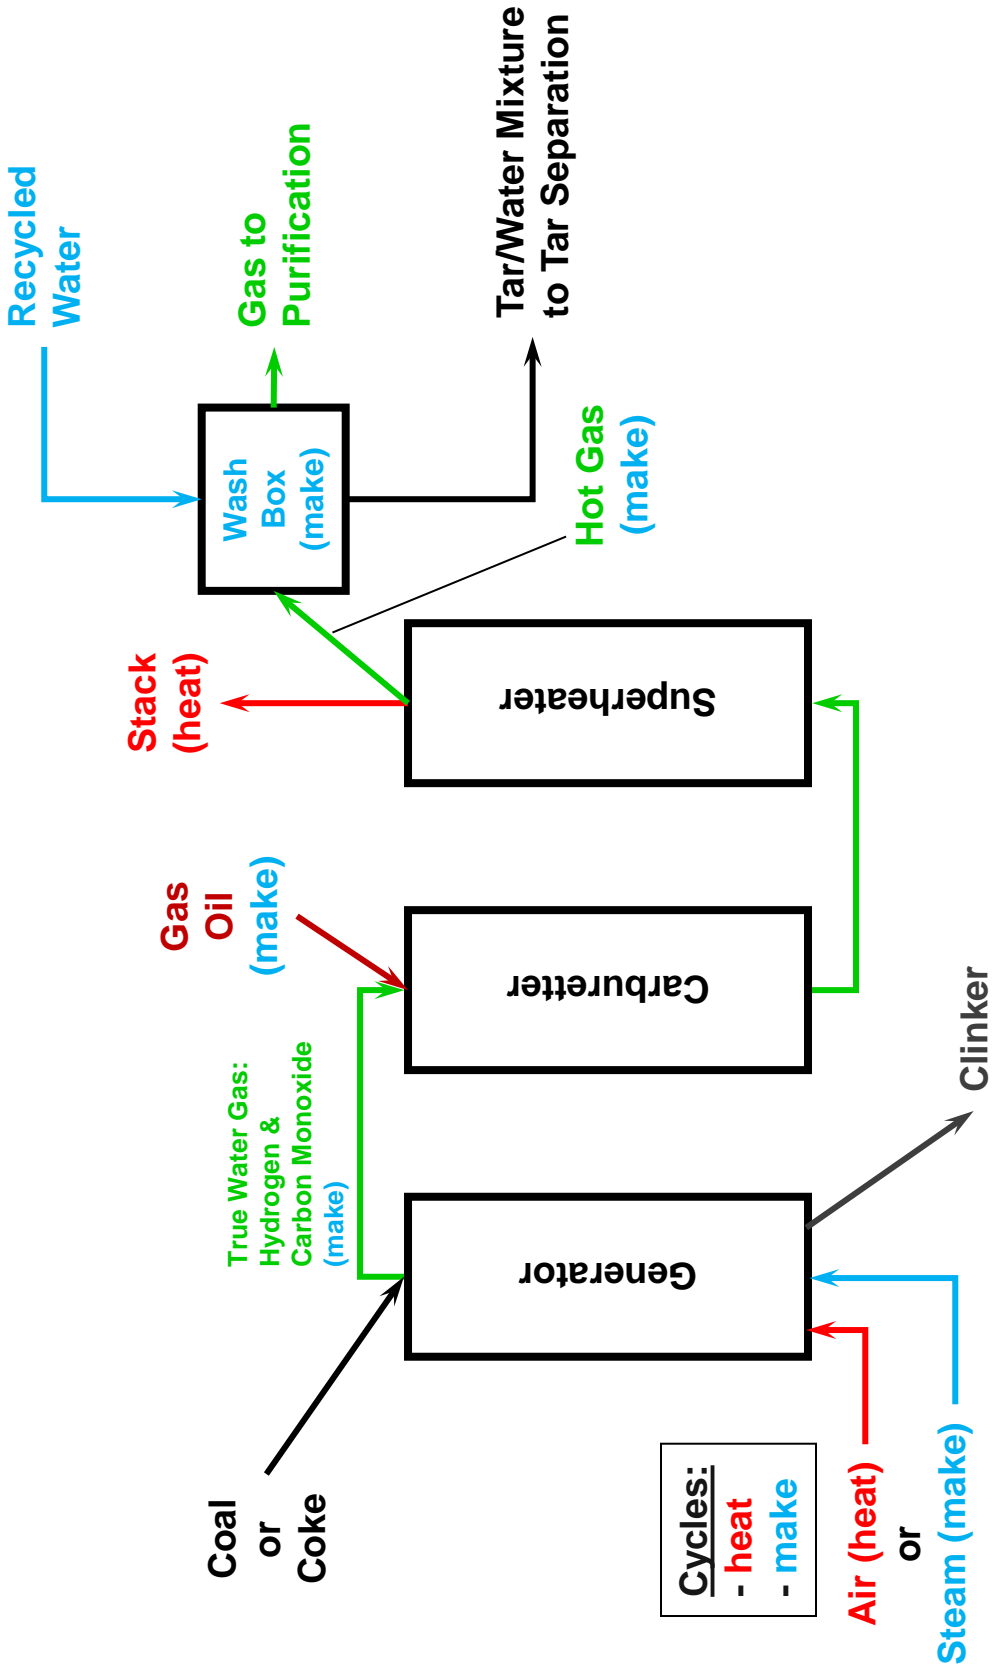 Coal
or
Coke
Cycles:
- heat
- make
Air (heat)
or
Steam (make)
True Water Gas:
Hydrogen &
Carbon Monoxide
(make)
Generator
Clinker
Gas
Oil
(make)
Carburetter
Stack
(heat)
Superheater
Hot Gas
(make)
Wash
Box
(make)
Recycled
Water
Gas to
Purification
Tar/Water Mixture
to Tar Separation